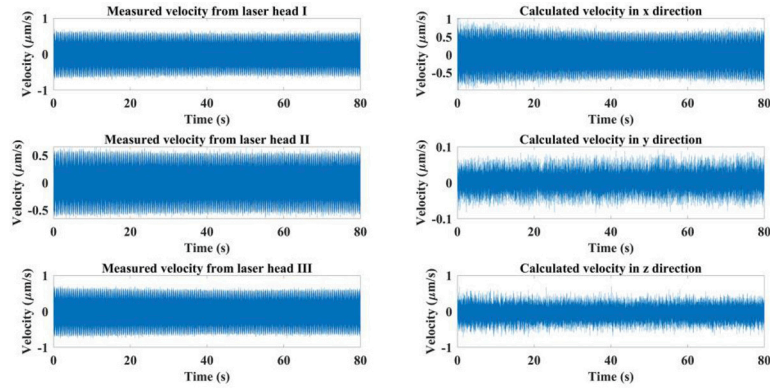 Measured velocity from laser head I
Velocity (μm/s)
1
0
-1
0 20 40 60 80
Time (s)
Calculated velocity in x direction
Velocity (μm/s)
1
0.5
0
-0.5
0 20 40 60 80
Time (s)
Measured velocity from laser head II
Velocity (μm/s)
0.5
0
-0.5
0 20 40 60 80
Time (s)
Calculated velocity in y direction
Velocity (μm/s)
0.1
0
-0.1
0 20 40 60 80
Time (s)
Measured velocity from laser head III
Velocity (μm/s)
1
0
-1
0 20 40 60 80
Time (s)
Calculated velocity in z direction
Velocity (μm/s)
1
0
-1
0 20 40 60 80
Time (s)